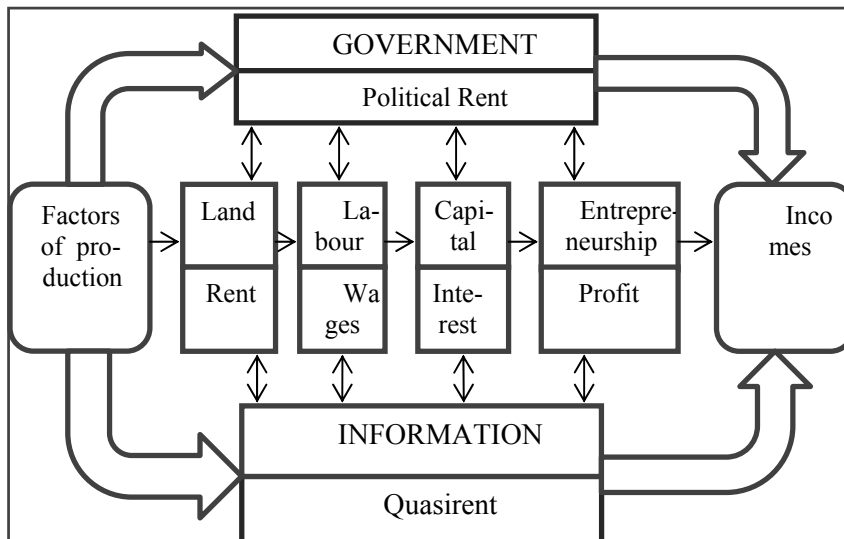 GOVERNMENT
Political Rent
Factors
of pro-
duction
Land
Rent
La-
bour
Wa
ges
Capi-
tal
Inte-
rest
Entrepre-
neurship
Profit
Inco
mes
INFORMATION
Quasirent